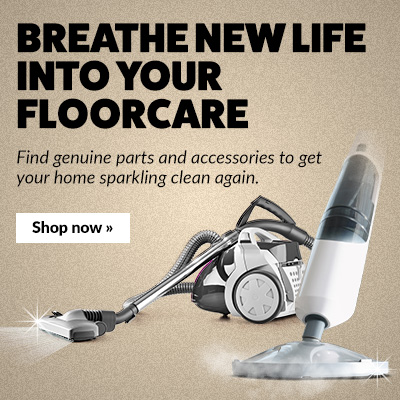 BREATHE NEW LIFE
INTO YOUR
FLOORCARE
Find genuine parts and accessories to get
your home sparkling clean again.
Shop now »